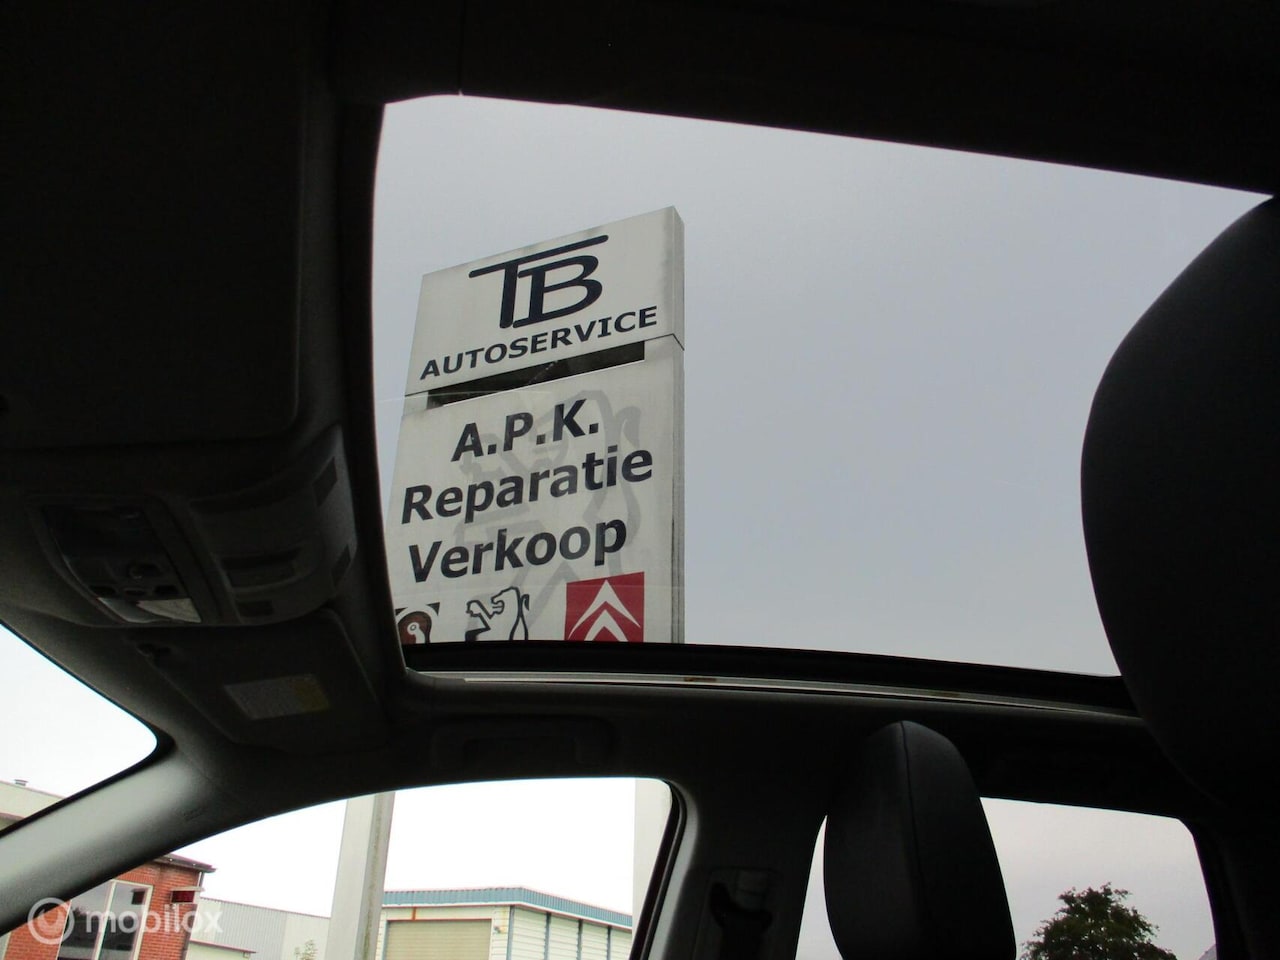 TB
AUTOSERVICE
A.P.K.
Reparatie
Verkoop
mobilox